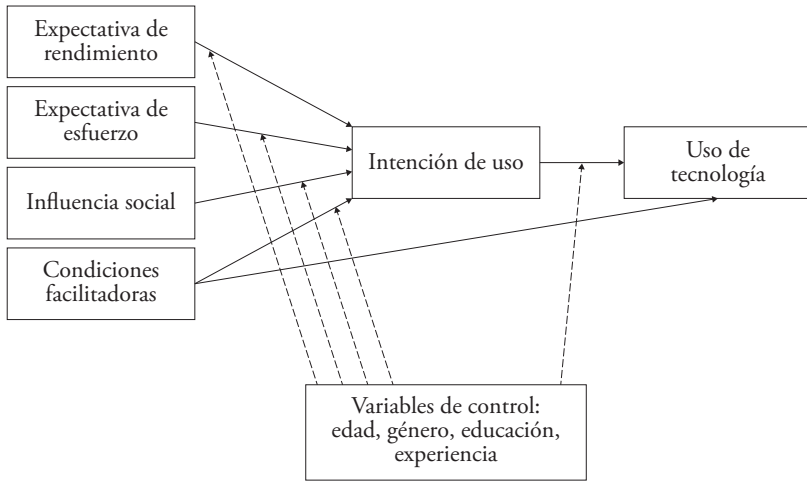 Expectativa de
rendimiento
Expectativa de
esfuerzo
Influencia social
Condiciones
facilitadoras
Intención de uso
Uso de
tecnología
Variables de control:
edad, género, educación,
experiencia